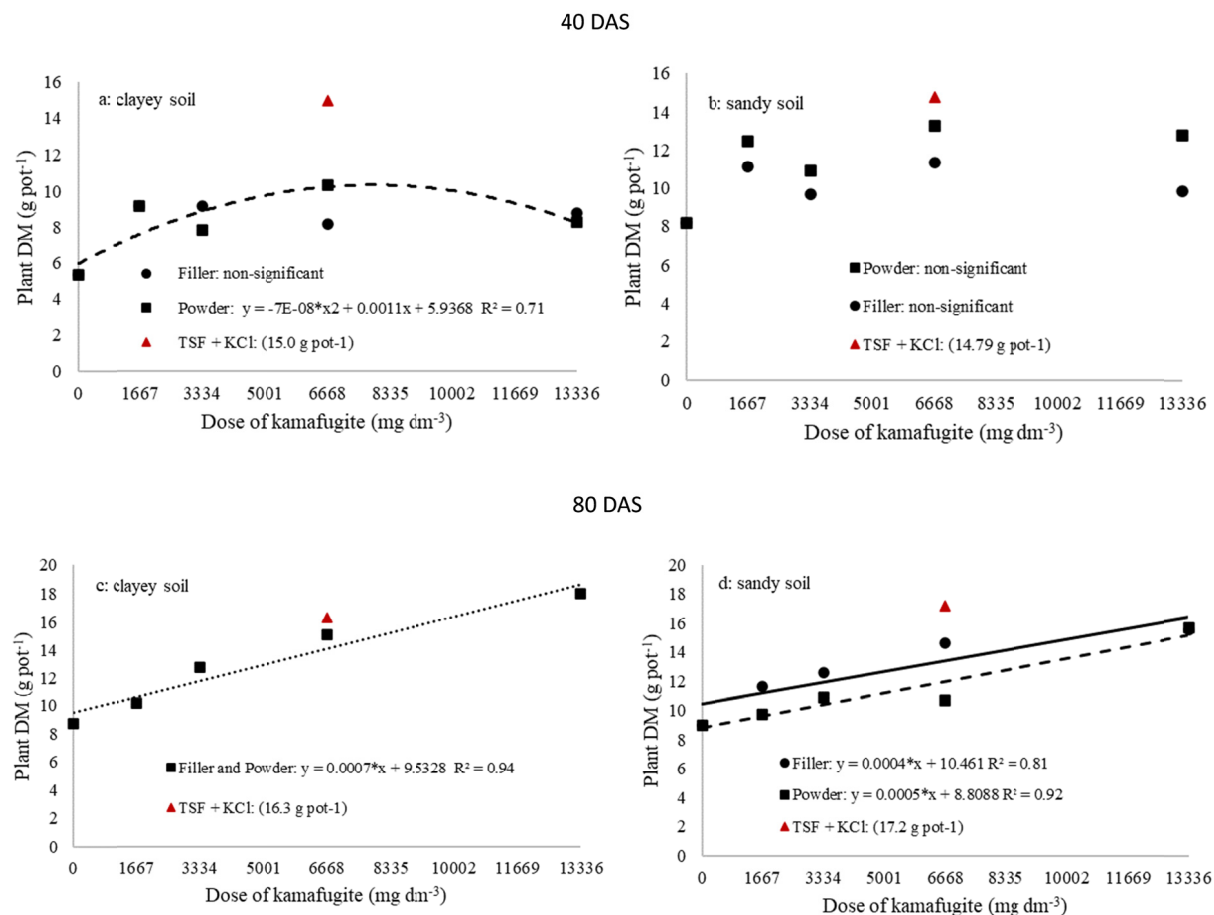 40 DAS
a: clayey soil
Plant DM (g pot-1)
16
14
12
10
8
6
4
2
0
Filler: non-significant
Powder: y = -7E-08*x2 + 0.0011x + 5.9368 R² = 0.71
TSF + KCl: (15.0 g pot-1)
0 1667 3334 5001 6668 8335 10002 11669 13336
Dose of kamafugite (mg dm-3)
b: sandy soil
Plant DM (g pot-1)
16
14
12
10
8
6
4
2
0
Powder: non-significant
Filler: non-significant
TSF + KCl: (14.79 g pot-1)
0 1667 3334 5001 6668 8335 10002 11669 13336
Dose of kamafugite (mg dm-3)
80 DAS
c: clayey soil
Plant DM (g pot-1)
20
18
16
14
12
10
8
6
4
2
0
Filler and Powder: y = 0.0007*x + 9.5328 R² = 0.94
TSF + KCl: (16.3 g pot-1)
0 1667 3334 5001 6668 8335 10002 11669 13336
Dose of kamafugite (mg dm-3)
d: sandy soil
Plant DM (g pot-1)
20
18
16
14
12
10
8
6
4
2
0
Filler: y = 0.0004*x + 10.461 R² = 0.81
Powder: y = 0.0005*x + 8.8088 R² = 0.92
TSF + KCl: (17.2 g pot-1)
0 1667 3334 5001 6668 8335 10002 11669 13336
Dose of kamafugite (mg dm-3)